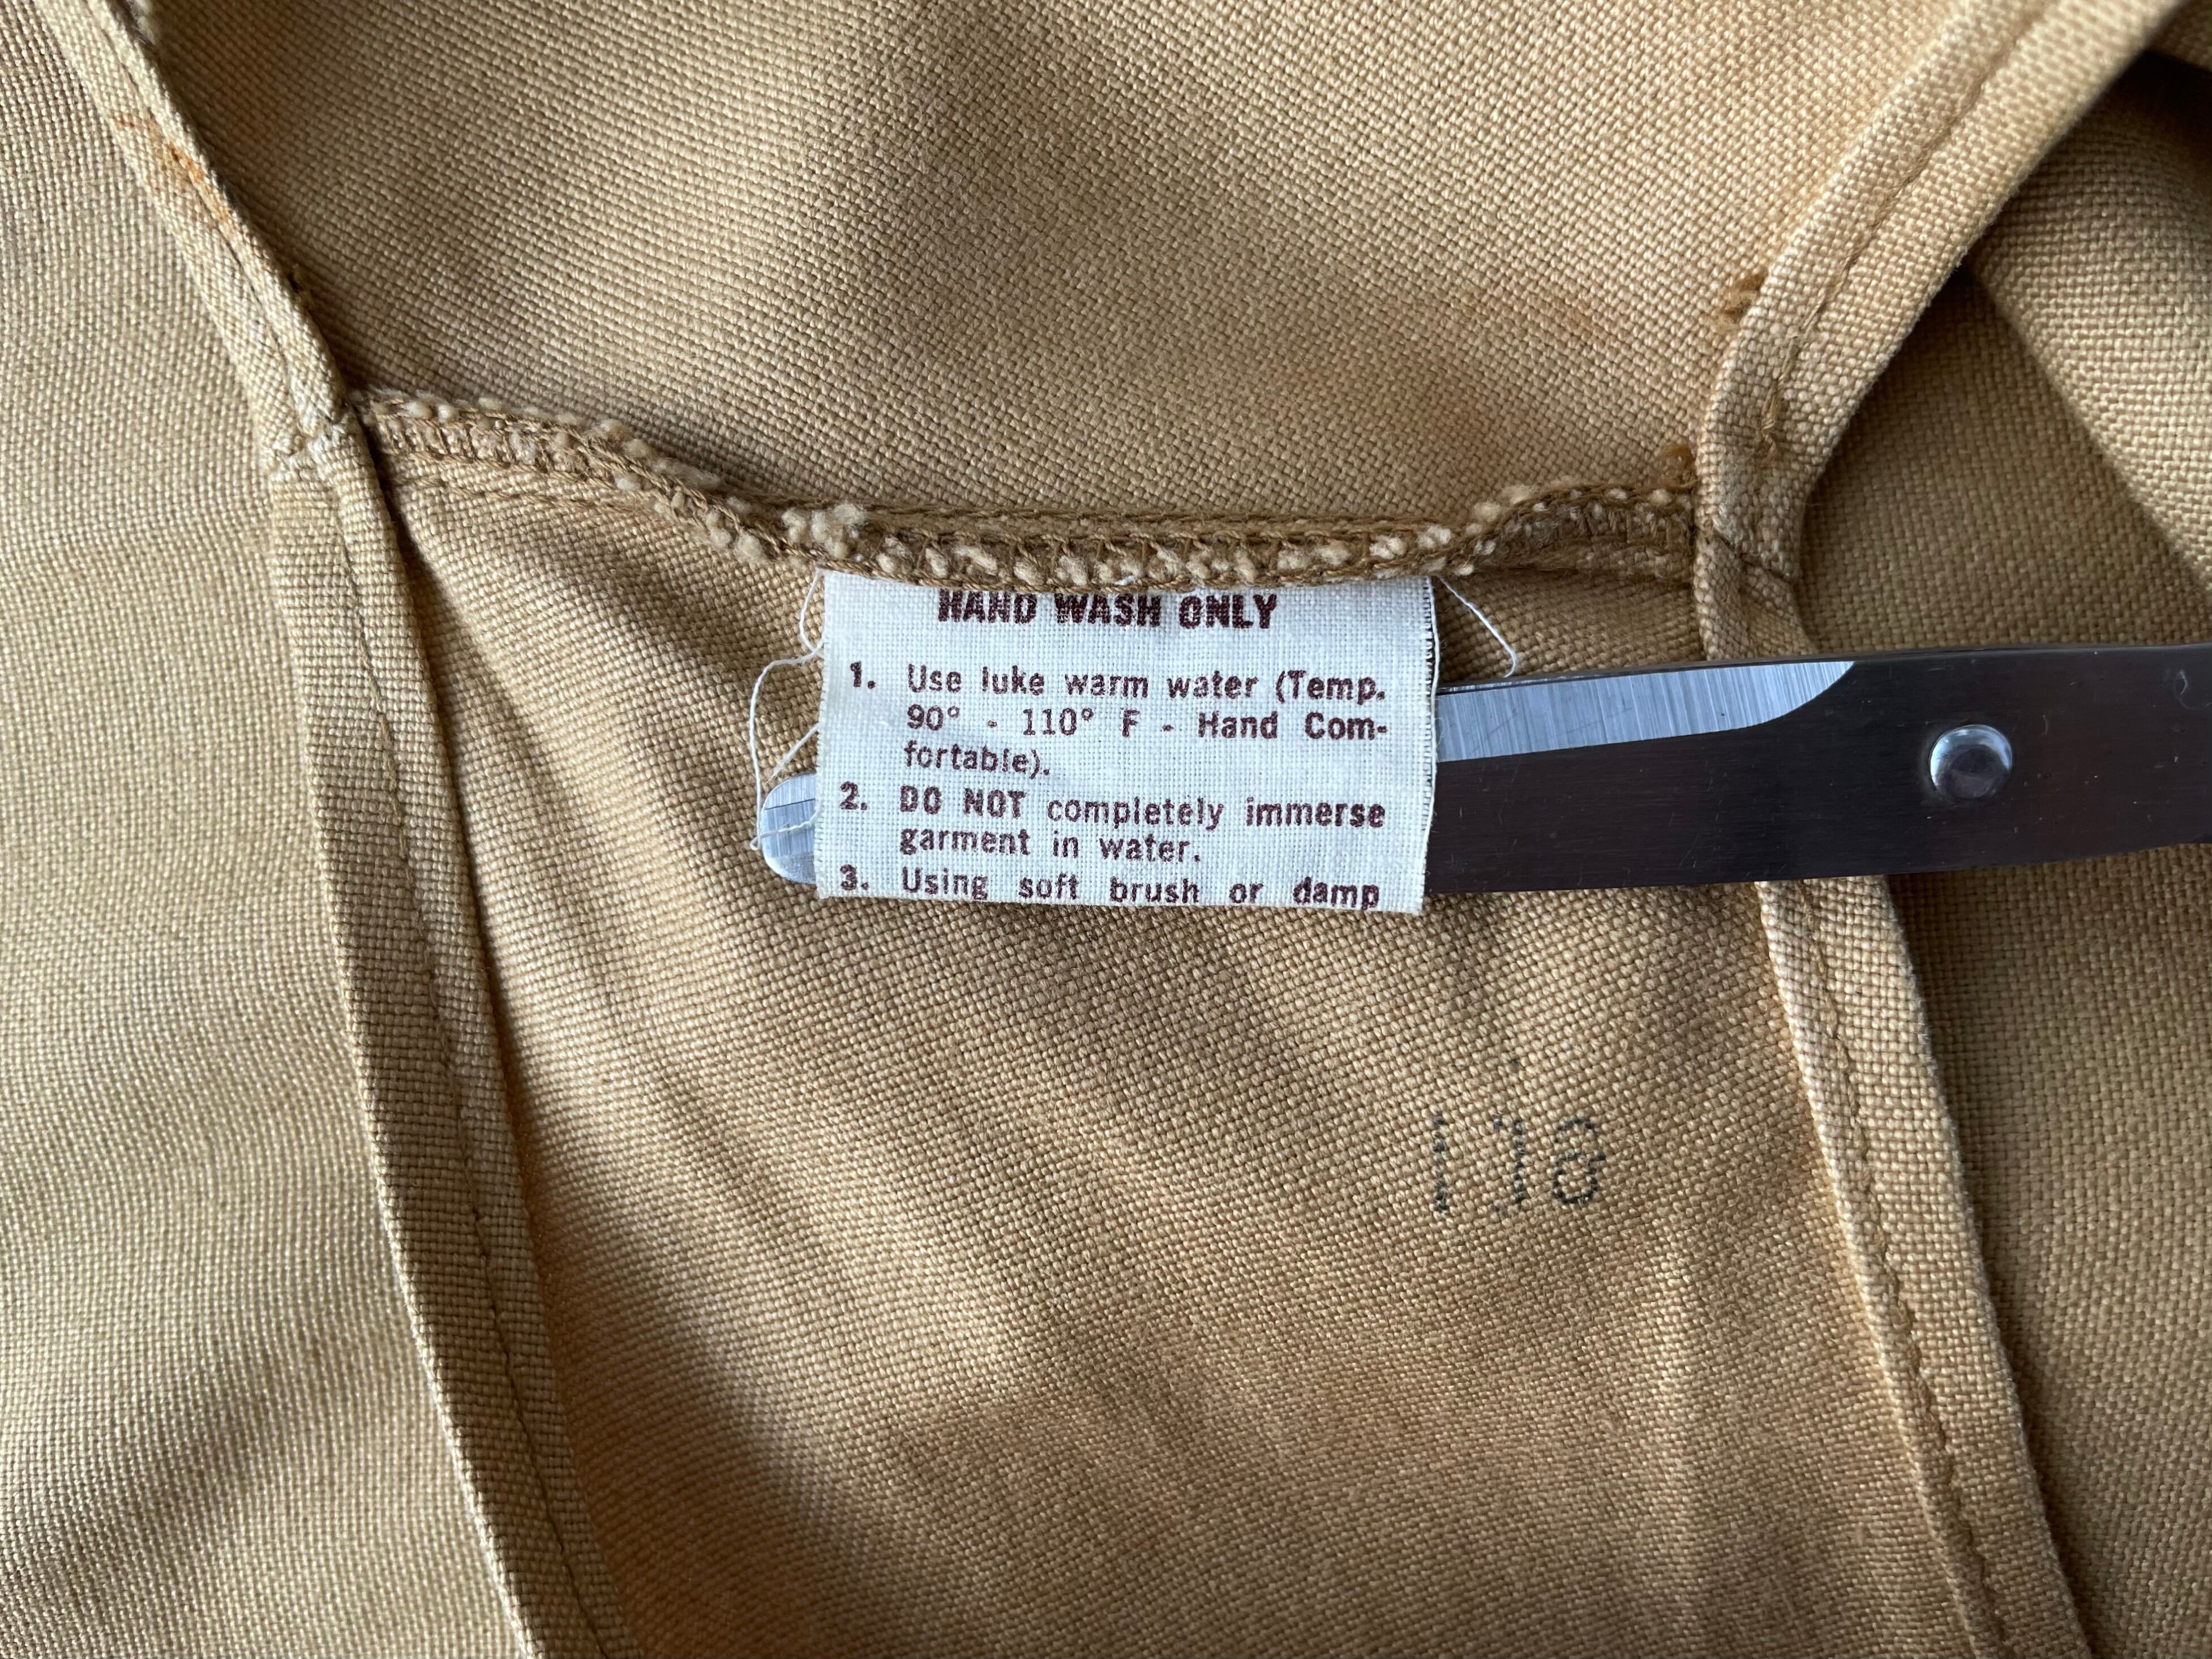 HAND WASH ONLY
1. Use luke warm water (Temp.
90° - 110° F - Hand Com-
fortable).
2. DO NOT completely immerse
garment in water.
3. Using soft brush or damp